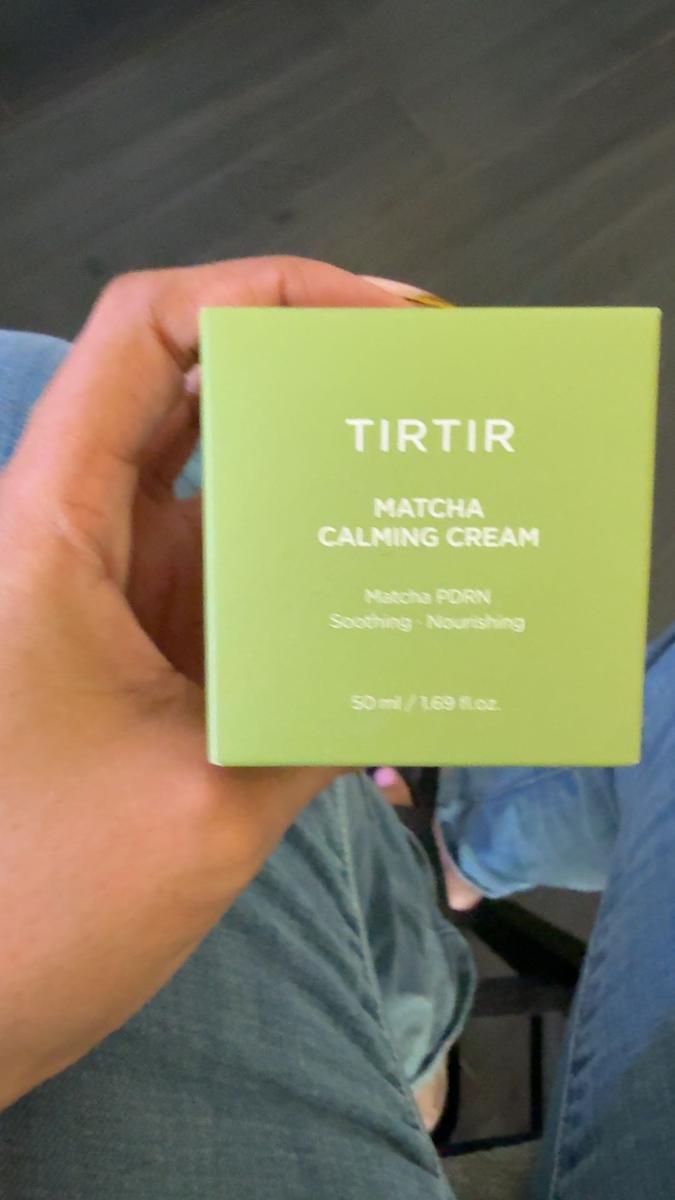 TIRTIR
MATCHA
CALMING CREAM
Matcha PDRN
Soothing · Nourishing
50 ml / 1.69 fl.oz.